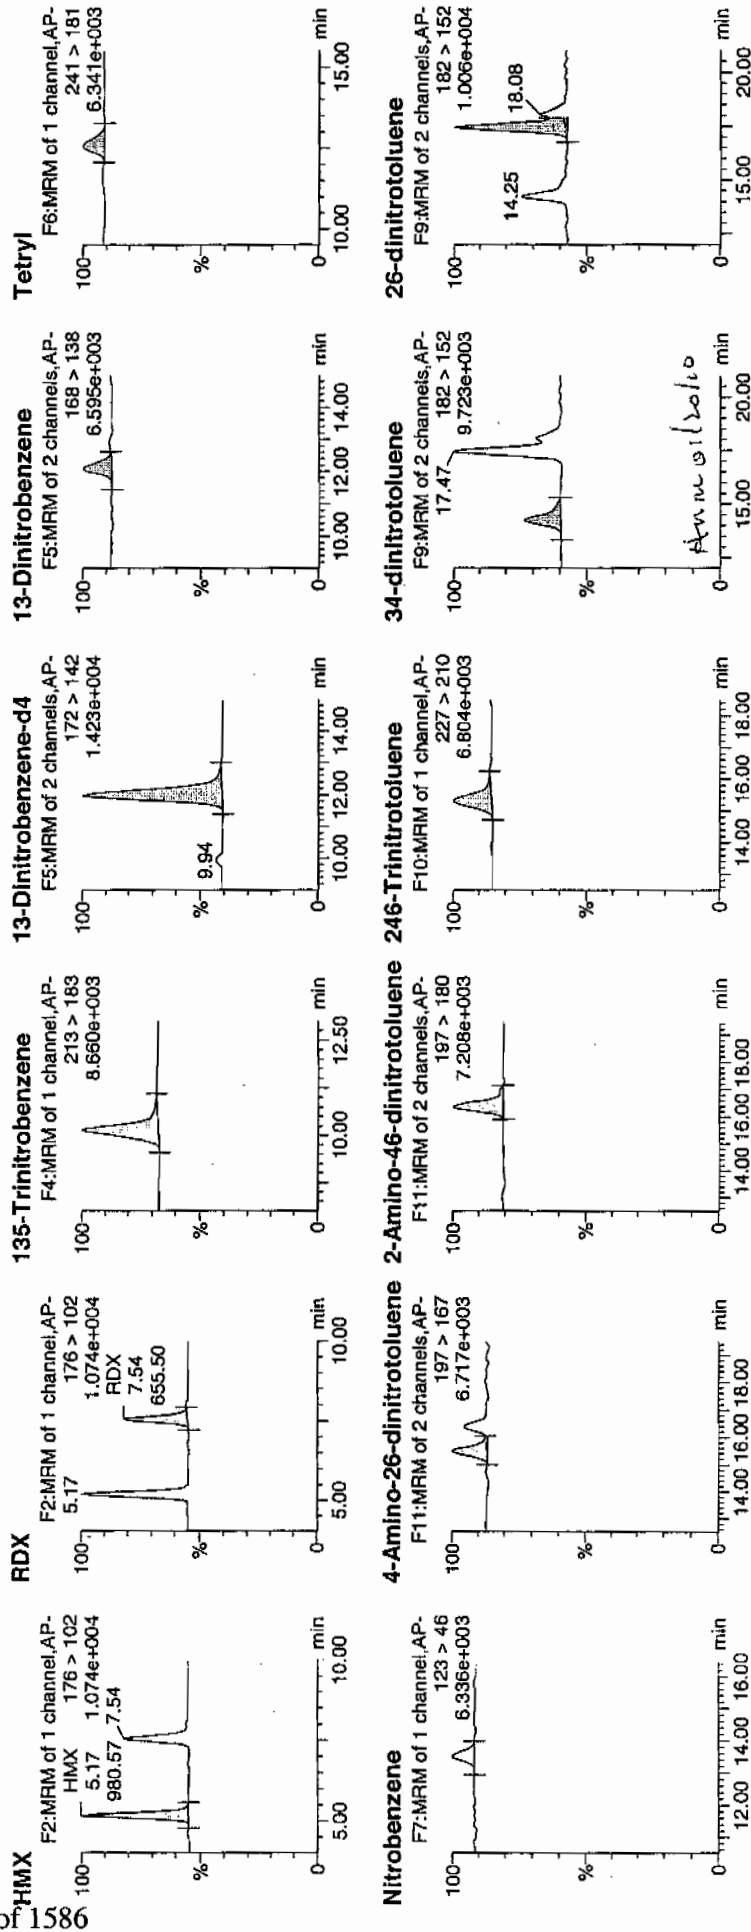 HMX
F2:MRM of 1 channel,AP-
176 > 102
1.074e+004
HMX
5.17
980.57
7.54
100
%
0
5.00
10.00
min
RDX
F2:MRM of 1 channel,AP-
176 > 102
1.074e+004
5.17
RDX
7.54
655.50
100
%
0
5.00
10.00
min
135-Trinitrobenzene
F4:MRM of 1 channel,AP-
213 > 183
8.660e+003
100
%
0
10.00
12.50
min
13-Dinitrobenzene-d4
F5:MRM of 2 channels,AP-
172 > 142
1.423e+004
9.94
100
%
0
10.00
12.00
14.00
min
13-Dinitrobenzene
F5:MRM of 2 channels,AP-
168 > 138
6.595e+003
100
%
0
10.00
12.00
14.00
min
Tetryl
F6:MRM of 1 channel,AP-
241 > 181
6.341e+003
100
%
0
10.00
15.00
min
Nitrobenzene
F7:MRM of 1 channel,AP-
123 > 46
6.336e+003
100
%
0
12.00
14.00
16.00
min
4-Amino-26-dinitrotoluene
F11:MRM of 2 channels,AP-
197 > 167
6.717e+003
100
%
0
14.00
16.00
18.00
min
2-Amino-46-dinitrotoluene
F11:MRM of 2 channels,AP-
197 > 180
7.208e+003
100
%
0
14.00
16.00
18.00
min
246-Trinitrotoluene
F10:MRM of 1 channel,AP-
227 > 210
6.804e+003
100
%
0
14.00
16.00
18.00
min
34-dinitrotoluene
F9:MRM of 2 channels,AP-
182 > 152
9.723e+003
17.47
100
%
0
15.00
20.00
min
26-dinitrotoluene
F9:MRM of 2 channels,AP-
182 > 152
1.006e+004
14.25
18.08
100
%
0
15.00
20.00
min
of 1586